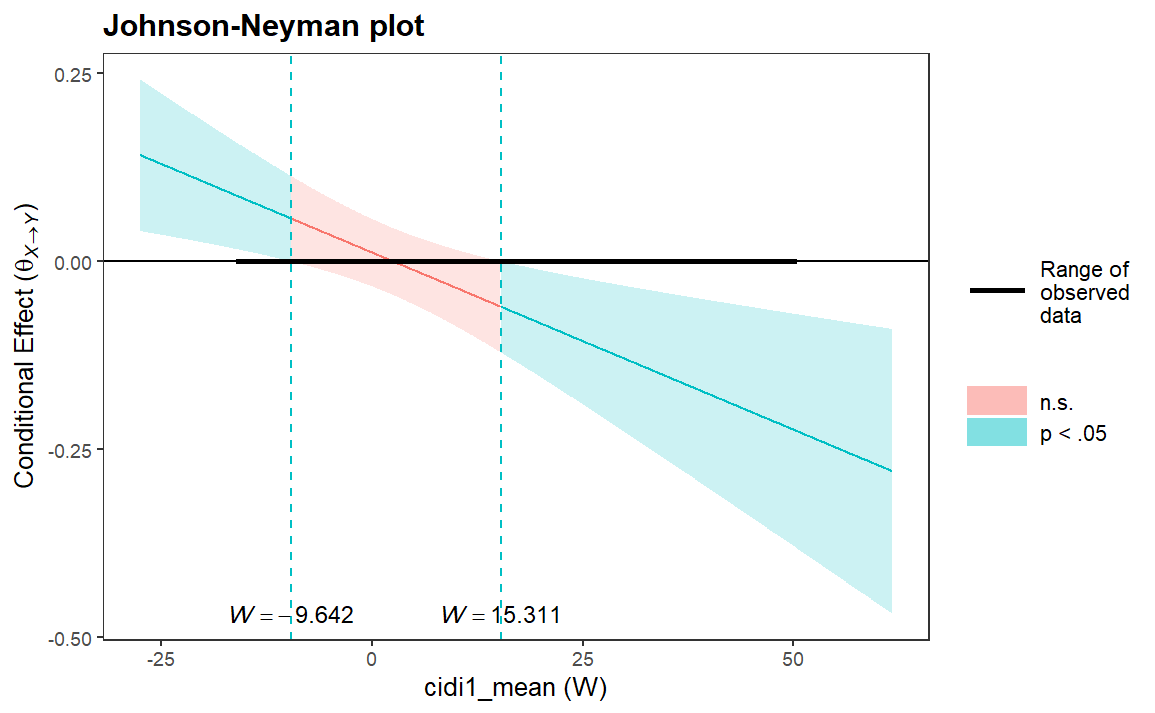 Johnson-Neyman plot
Conditional Effect (θX→Y)
0.25
0.00
-0.25
-0.50
W = −9.642
W = 15.311
-25
0
25
50
cidi1_mean (W)
Range of
observed
data
n.s.
p < .05